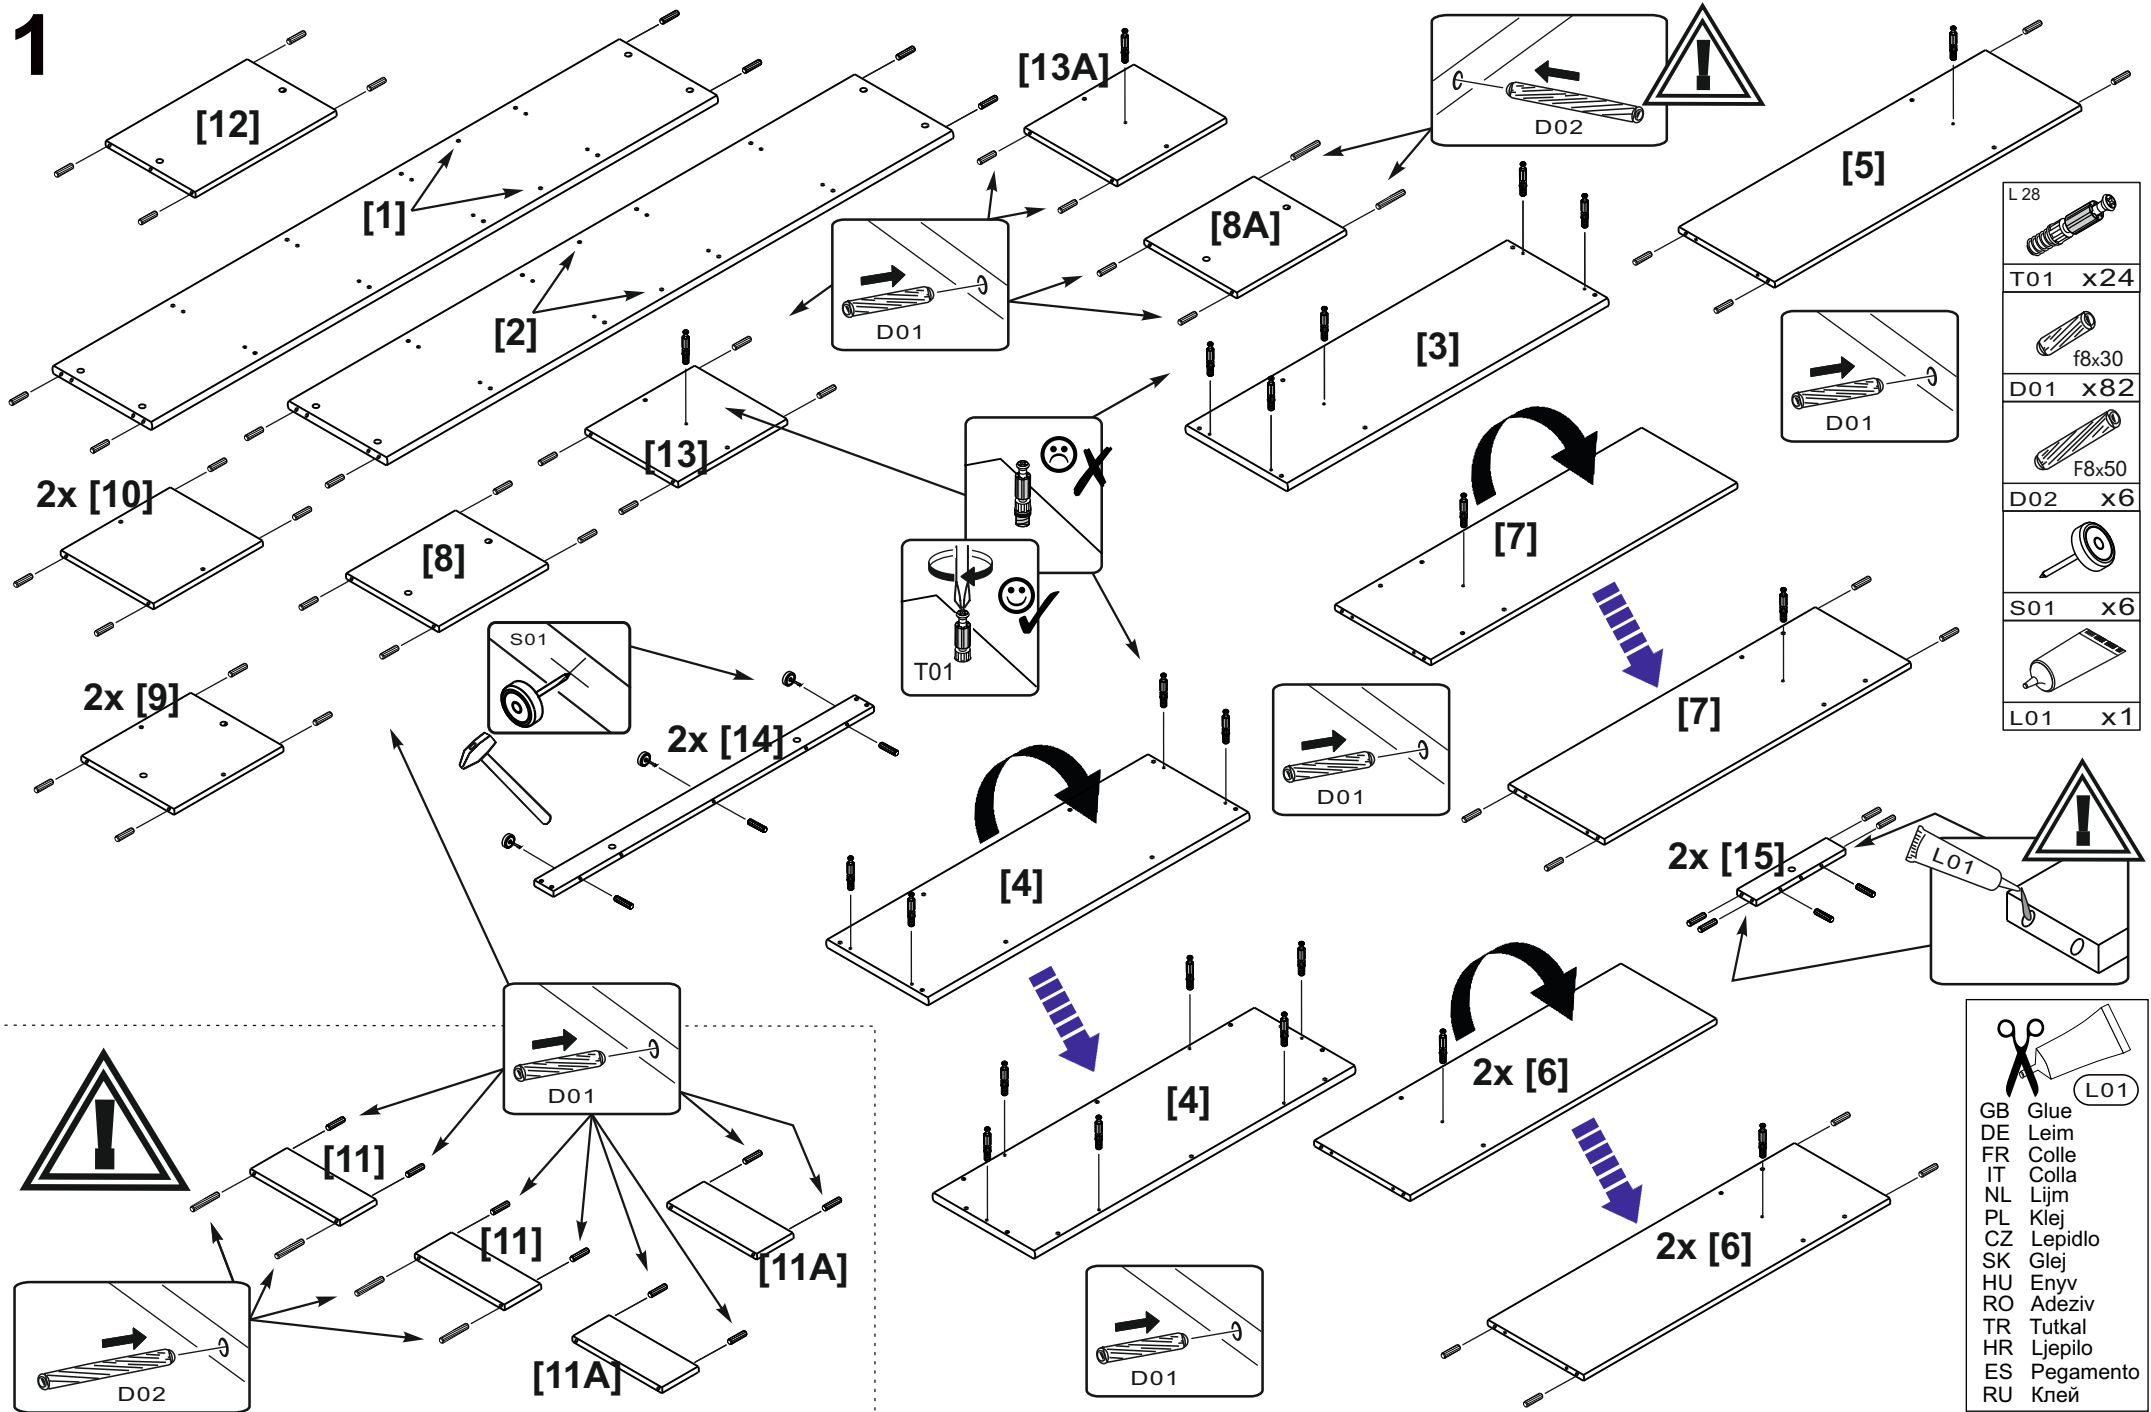 1
[12]
[1]
[2]
[13A]
D02
[8A]
[5]
D01
[3]
[13]
2x [10]
[8]
[7]
D01
L 28
T01 x24
f8x30
D01 x82
F8x50
D02 x6
S01 x6
L01 x1
T01
S01
2x [9]
2x [14]
[7]
D01
[4]
2x [15]
L01
D01
[11]
[11]
[11A]
[11A]
D02
[4]
2x [6]
2x [6]
D01
L01
GB Glue
DE Leim
FR Colle
IT Colla
NL Lijm
PL Klej
CZ Lepidlo
SK Glej
HU Enyv
RO Adeziv
TR Tutkal
HR Ljepilo
ES Pegamento
RU Клей